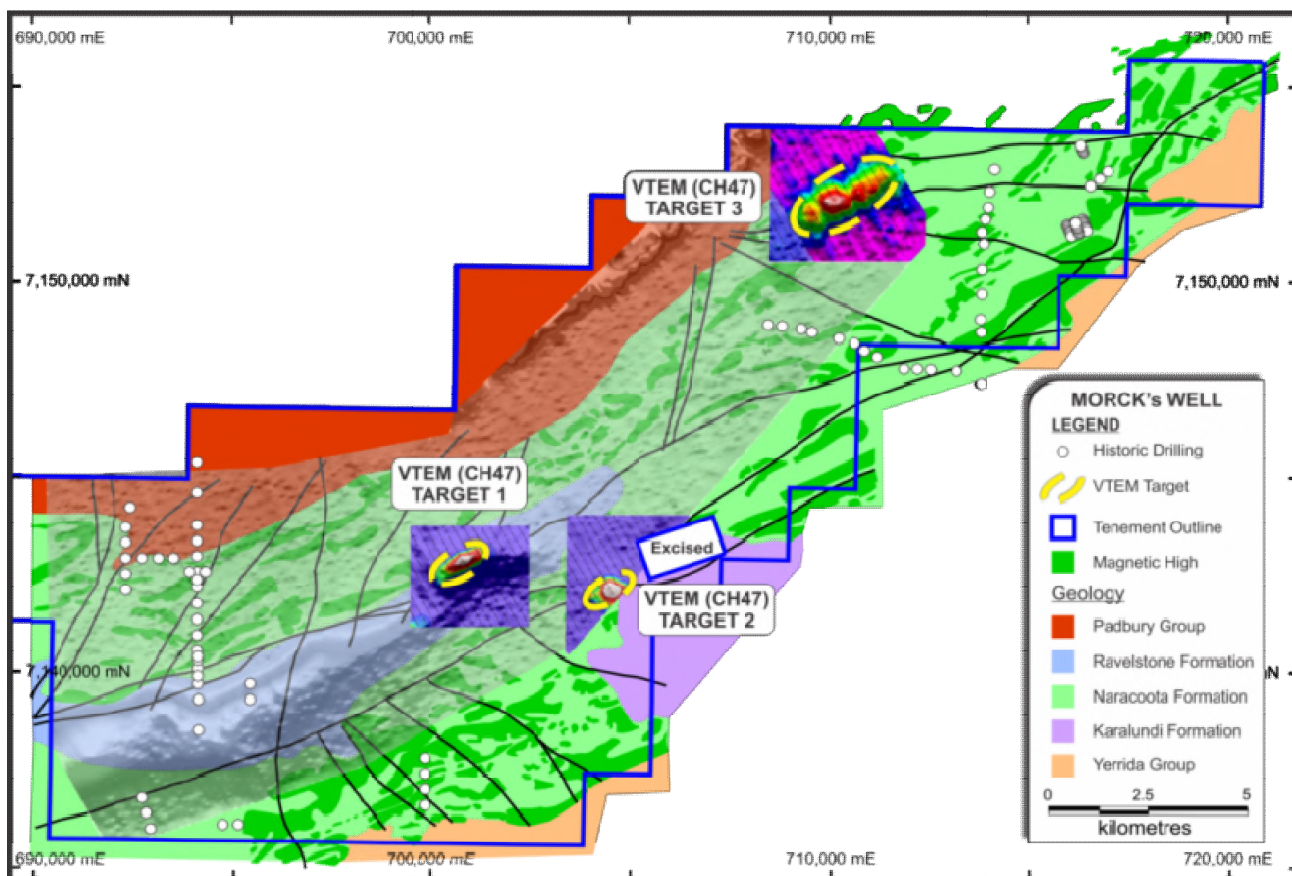 690,000 mE
700,000 mE
710,000 mE
720,000 mE
VTEM (CH47)
TARGET 3
7,150,000 mN
7,150,000 mN
MORCK's WELL
LEGEND
Historic Drilling
VTEM Target
Tenement Outline
Magnetic High
Geology
Padbury Group
Ravelstone Formation
Naracoota Formation
Karalundi Formation
Yerrida Group
0 2.5 5
kilometres
VTEM (CH47)
TARGET 1
Excised
VTEM (CH47)
TARGET 2
7,140,000 mN
N
690,000 mE
700,000 mE
710,000 mE
720,000 mE